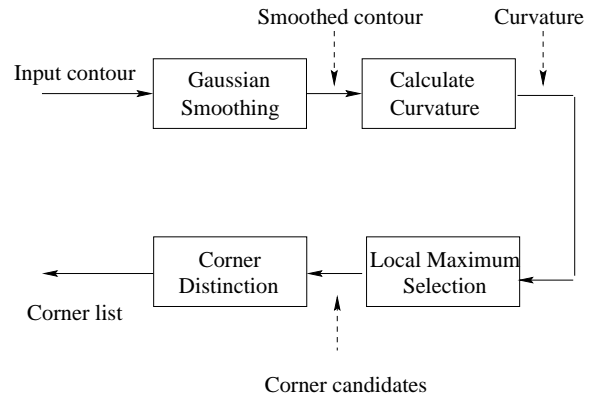 Smoothed contour
Curvature
Input contour
Gaussian
Smoothing
Calculate
Curvature
Corner
Distinction
Local Maximum
Selection
Corner list
Corner candidates